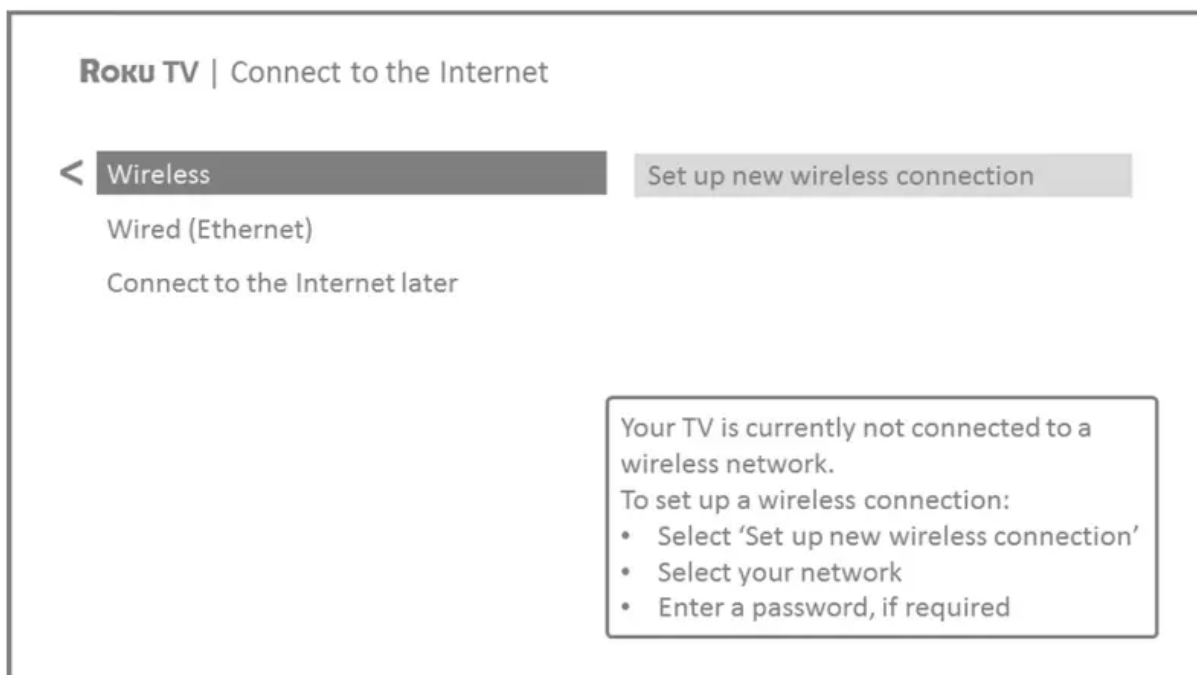 ROKU TV | Connect to the Internet
< Wireless
Set up new wireless connection
Wired (Ethernet)
Connect to the Internet later
Your TV is currently not connected to a
wireless network.
To set up a wireless connection:
• Select ‘Set up new wireless connection’
• Select your network
• Enter a password, if required